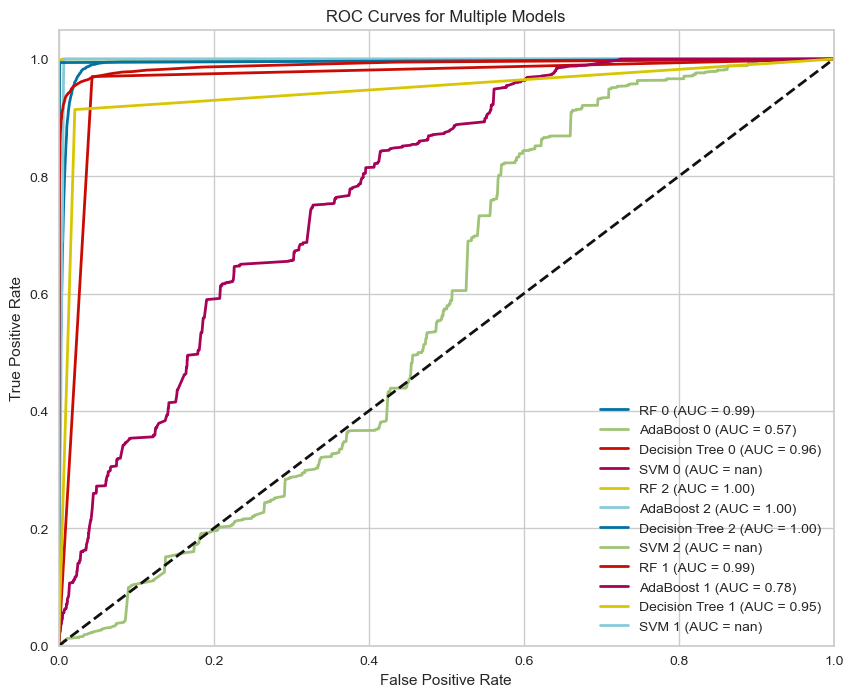 ROC Curves for Multiple Models
1.0
0.8
0.6
0.4
0.2
0.0
True Positive Rate
RF 0 (AUC = 0.99)
AdaBoost 0 (AUC = 0.57)
Decision Tree 0 (AUC = 0.96)
SVM 0 (AUC = nan)
RF 2 (AUC = 1.00)
AdaBoost 2 (AUC = 1.00)
Decision Tree 2 (AUC = 1.00)
SVM 2 (AUC = nan)
RF 1 (AUC = 0.99)
AdaBoost 1 (AUC = 0.78)
Decision Tree 1 (AUC = 0.95)
SVM 1 (AUC = nan)
0.0 0.2 0.4 0.6 0.8 1.0
False Positive Rate